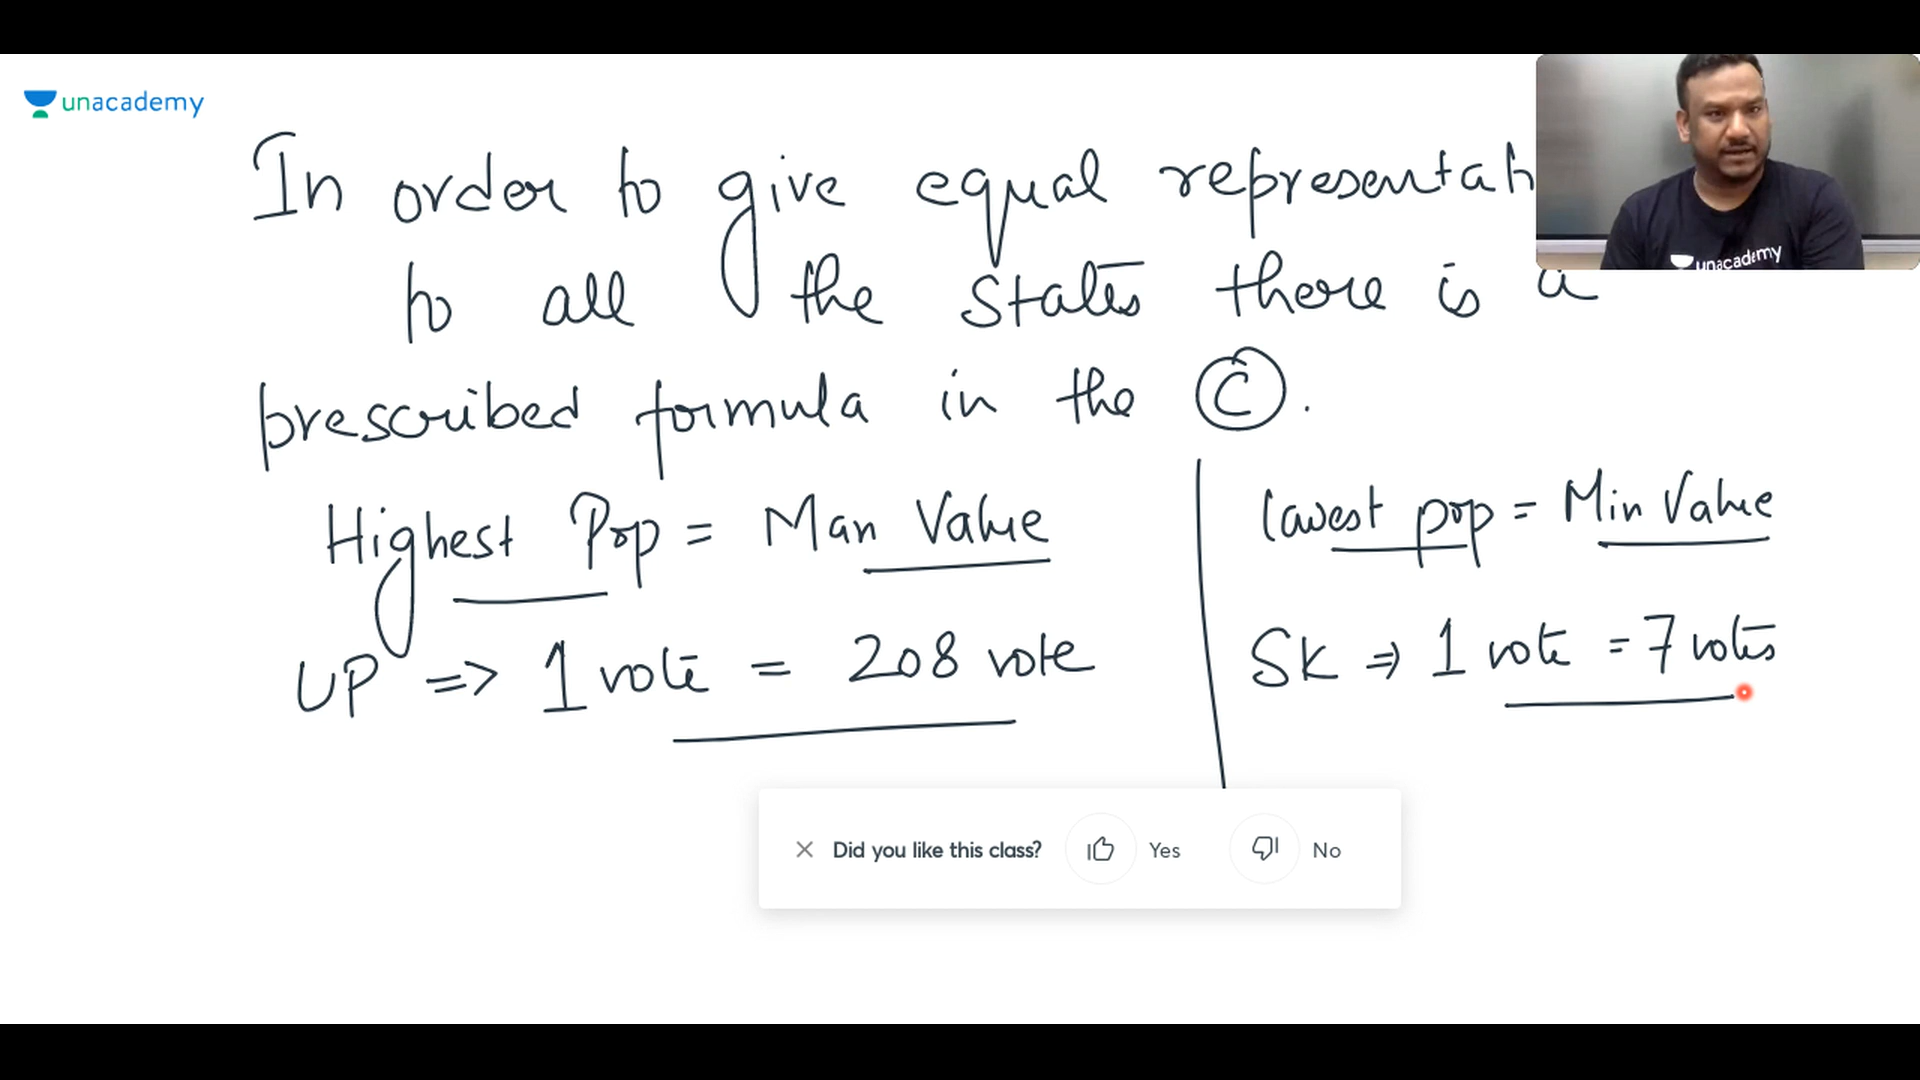 unacademy
In order to give equal representati
to all the States there is a
prescribed formula in the Ⓒ.
Highest Pop = Man Value
lowest pop = Min Value
UP => 1 vote = 208 vote
SK => 1 vote = 7 votes
unacademy
Did you like this class? Yes No